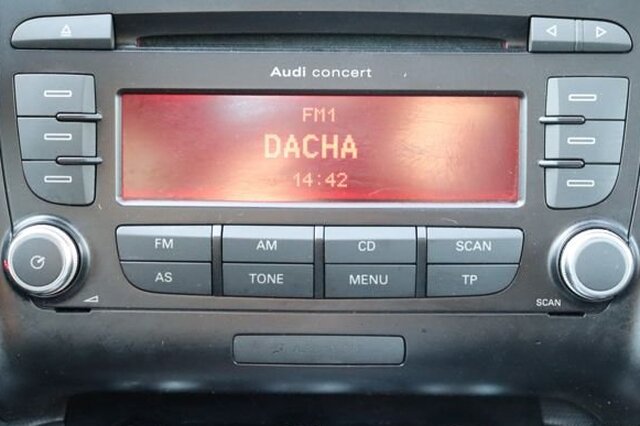 Audi concert
FM1
DACHA
14:42
FM AM CD SCAN
AS TONE MENU TP
SCAN